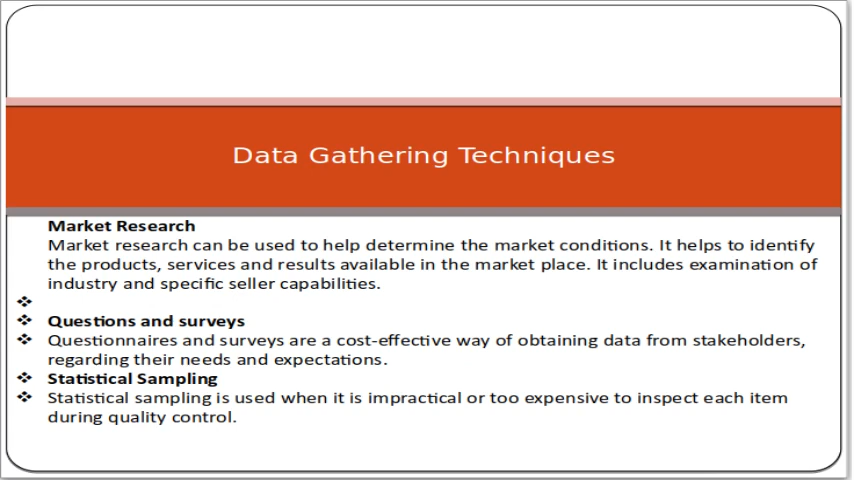 Data Gathering Techniques
Market Research
Market research can be used to help determine the market conditions. It helps to identify
the products, services and results available in the market place. It includes examination of
industry and specific seller capabilities.
❖
❖ Questions and surveys
❖ Questionnaires and surveys are a cost-effective way of obtaining data from stakeholders,
regarding their needs and expectations.
❖ Statistical Sampling
❖ Statistical sampling is used when it is impractical or too expensive to inspect each item
during quality control.